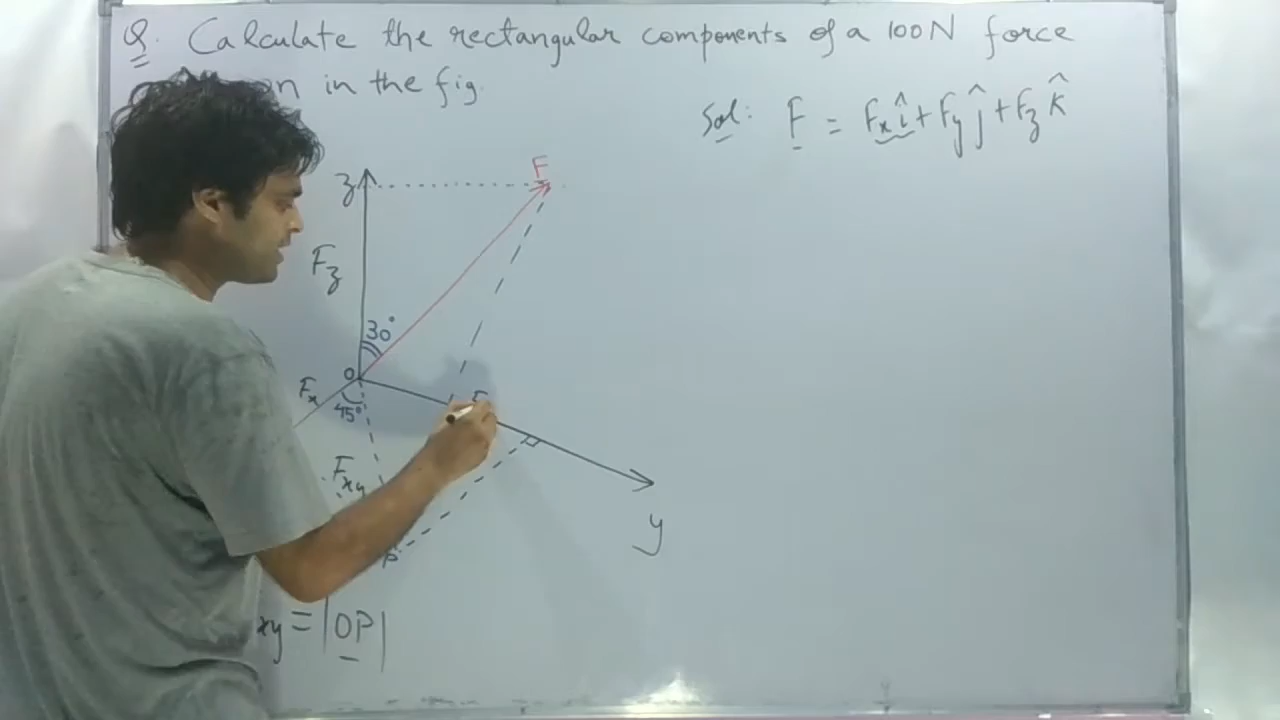 Q. Calculate the rectangular components of a 100N force
in the fig.
Sol: F = Fx î + Fy ĵ + Fz k̂
z
F
Fz
30°
O
Fx
45°
Fxy
y
P
xy = |OP|